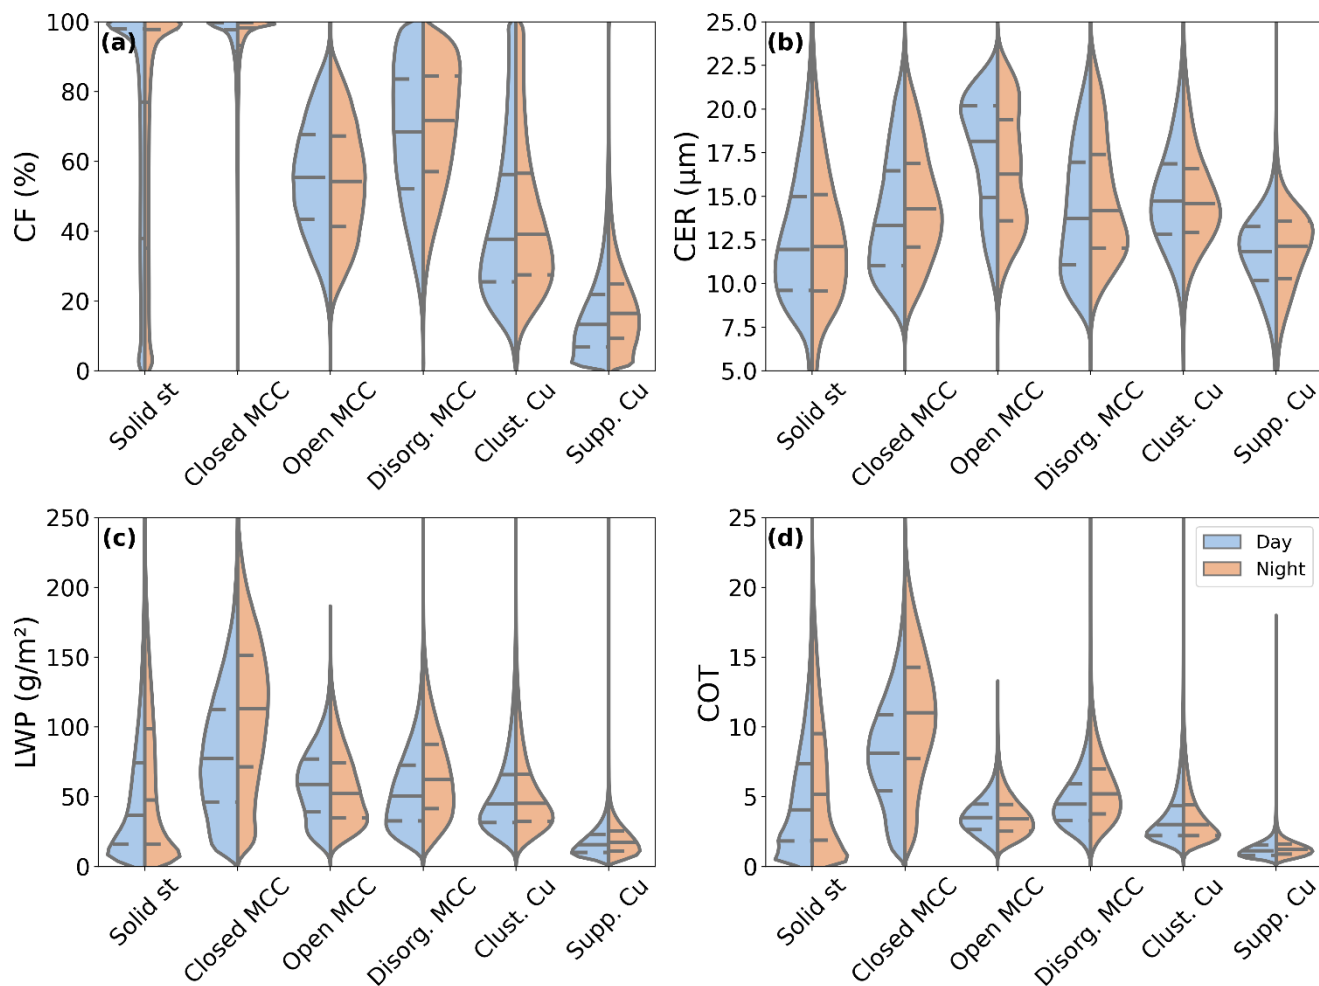 (a)
CF (%)
100
80
60
40
20
0
Solid st
Closed MCC
Open MCC
Disorg. MCC
Clust. Cu
Supp. Cu
(b)
CER (μm)
25.0
22.5
20.0
17.5
15.0
12.5
10.0
7.5
5.0
Solid st
Closed MCC
Open MCC
Disorg. MCC
Clust. Cu
Supp. Cu
(c)
LWP (g/m²)
250
200
150
100
50
0
Solid st
Closed MCC
Open MCC
Disorg. MCC
Clust. Cu
Supp. Cu
(d)
COT
25
20
15
10
5
0
Day
Night
Solid st
Closed MCC
Open MCC
Disorg. MCC
Clust. Cu
Supp. Cu